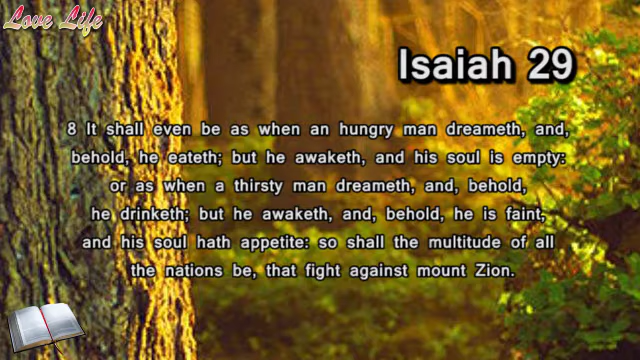 Love Life
Isaiah 29
8 It shall even be as when an hungry man dreameth, and,
behold, he eateth; but he awaketh, and his soul is empty:
or as when a thirsty man dreameth, and, behold,
he drinketh; but he awaketh, and, behold, he is faint,
and his soul hath appetite: so shall the multitude of all
the nations be, that fight against mount Zion.